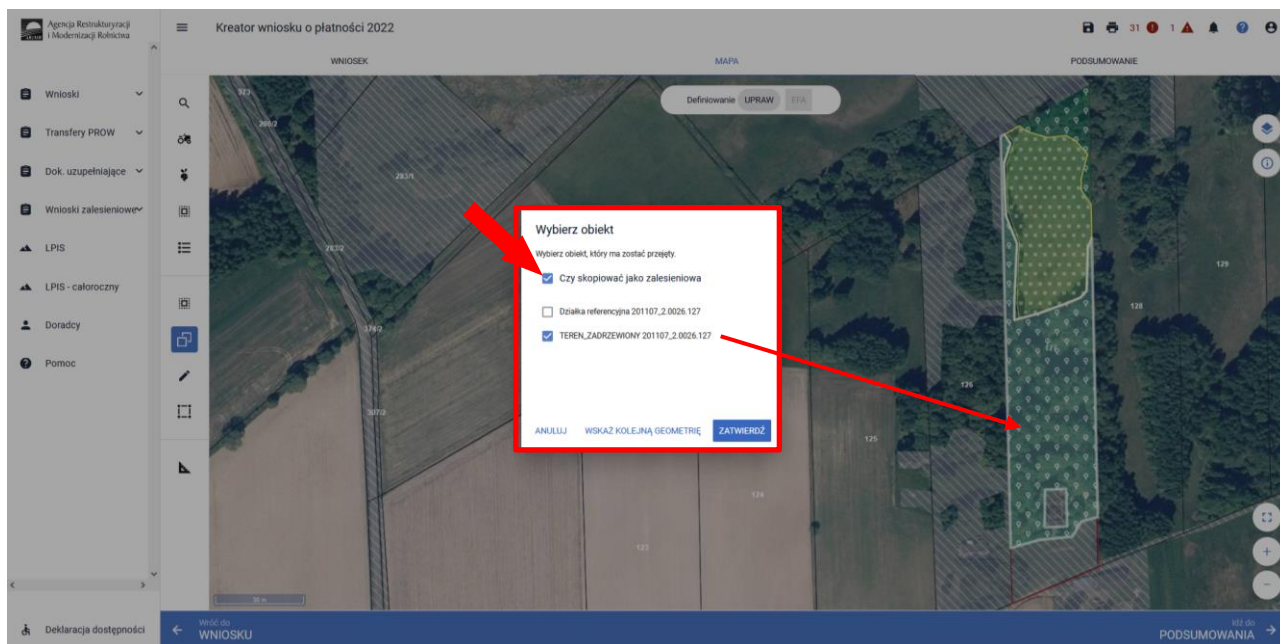 Agencja Restrukturyzacji
i Modernizacji Rolnictwa
Kreator wniosku o płatności 2022
31
1
WNIOSEK
MAPA
PODSUMOWANIE
Wnioski
Transfery PROW
Dok. uzupełniające
Wnioski zalesieniowe
LPIS
LPIS - całoroczny
Doradcy
Pomoc
Definiowanie UPRAW EFA
373
283/1
283/2
374/2
307/2
123
124
125
126
128
129
Wybierz obiekt
Wybierz obiekt, który ma zostać przejęty.
Czy skopiować jako zalesieniowa
Działka referencyjna 201107_2.0026.127
TEREN_ZADRZEWIONY 201107_2.0026.127
ANULUJ WSKAŻ KOLEJNĄ GEOMETRIĘ ZATWIERDŹ
Deklaracja dostępności
Wróć do
WNIOSKU
Idź do
PODSUMOWANIA